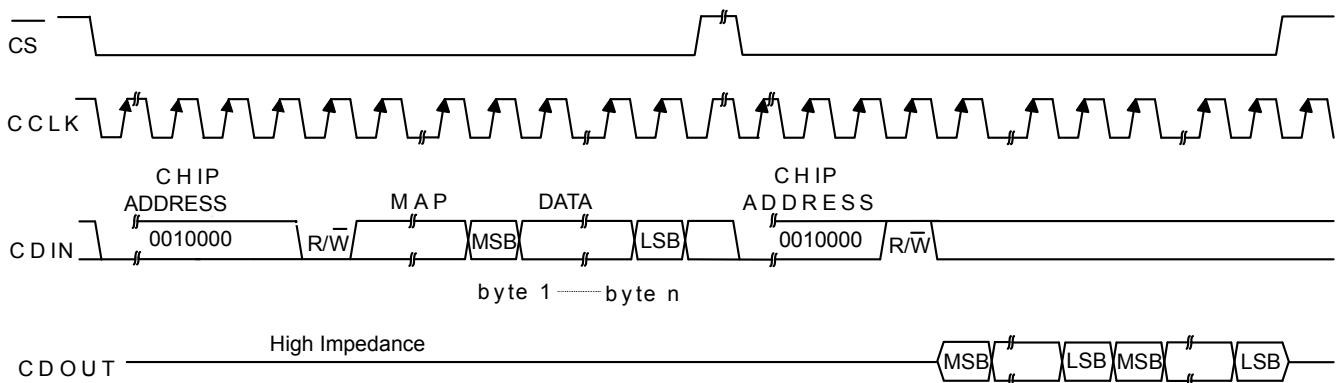 C̅S̅
CCLK
CHIP
ADDRESS
MAP
DATA
CHIP
ADDRESS
CDIN
0010000
R/W̅
MSB
LSB
0010000
R/W̅
byte 1
byte n
High Impedance
CDOUT
MSB
LSB
MSB
LSB